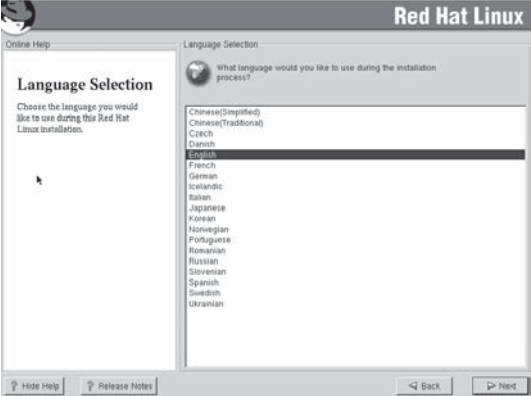 Red Hat Linux
Online Help
Language Selection
Choose the language you would
like to use during this Red Hat
Linux installation.
Language Selection
What language would you like to use during the installation
process?
Chinese(Simplified)
Chinese(Traditional)
Czech
Danish
English
French
German
Icelandic
Italian
Japanese
Korean
Norwegian
Portuguese
Romanian
Russian
Slovenian
Spanish
Swedish
Ukrainian
Hide Help
Release Notes
Back
Next